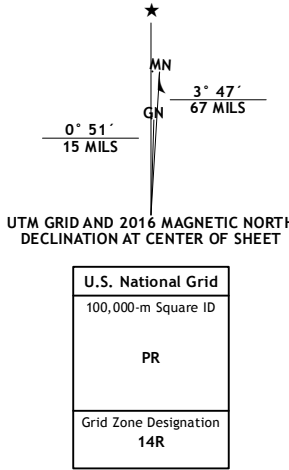 ★
MN
3° 47´
67 MILS
GN
0° 51´
15 MILS
UTM GRID AND 2016 MAGNETIC NORTH
DECLINATION AT CENTER OF SHEET
U.S. National Grid
100,000-m Square ID
PR
Grid Zone Designation
14R